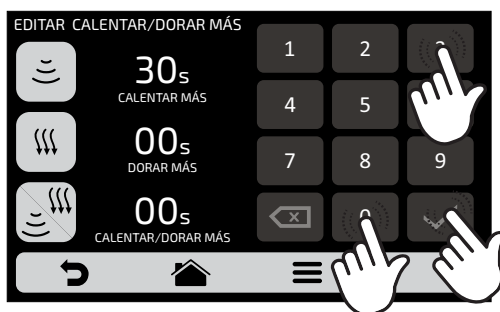 EDITAR CALENTAR/DORAR MÁS
30s
CALENTAR MÁS
00s
DORAR MÁS
00s
CALENTAR/DORAR MÁS
1 2
4 5
7 8 9
X